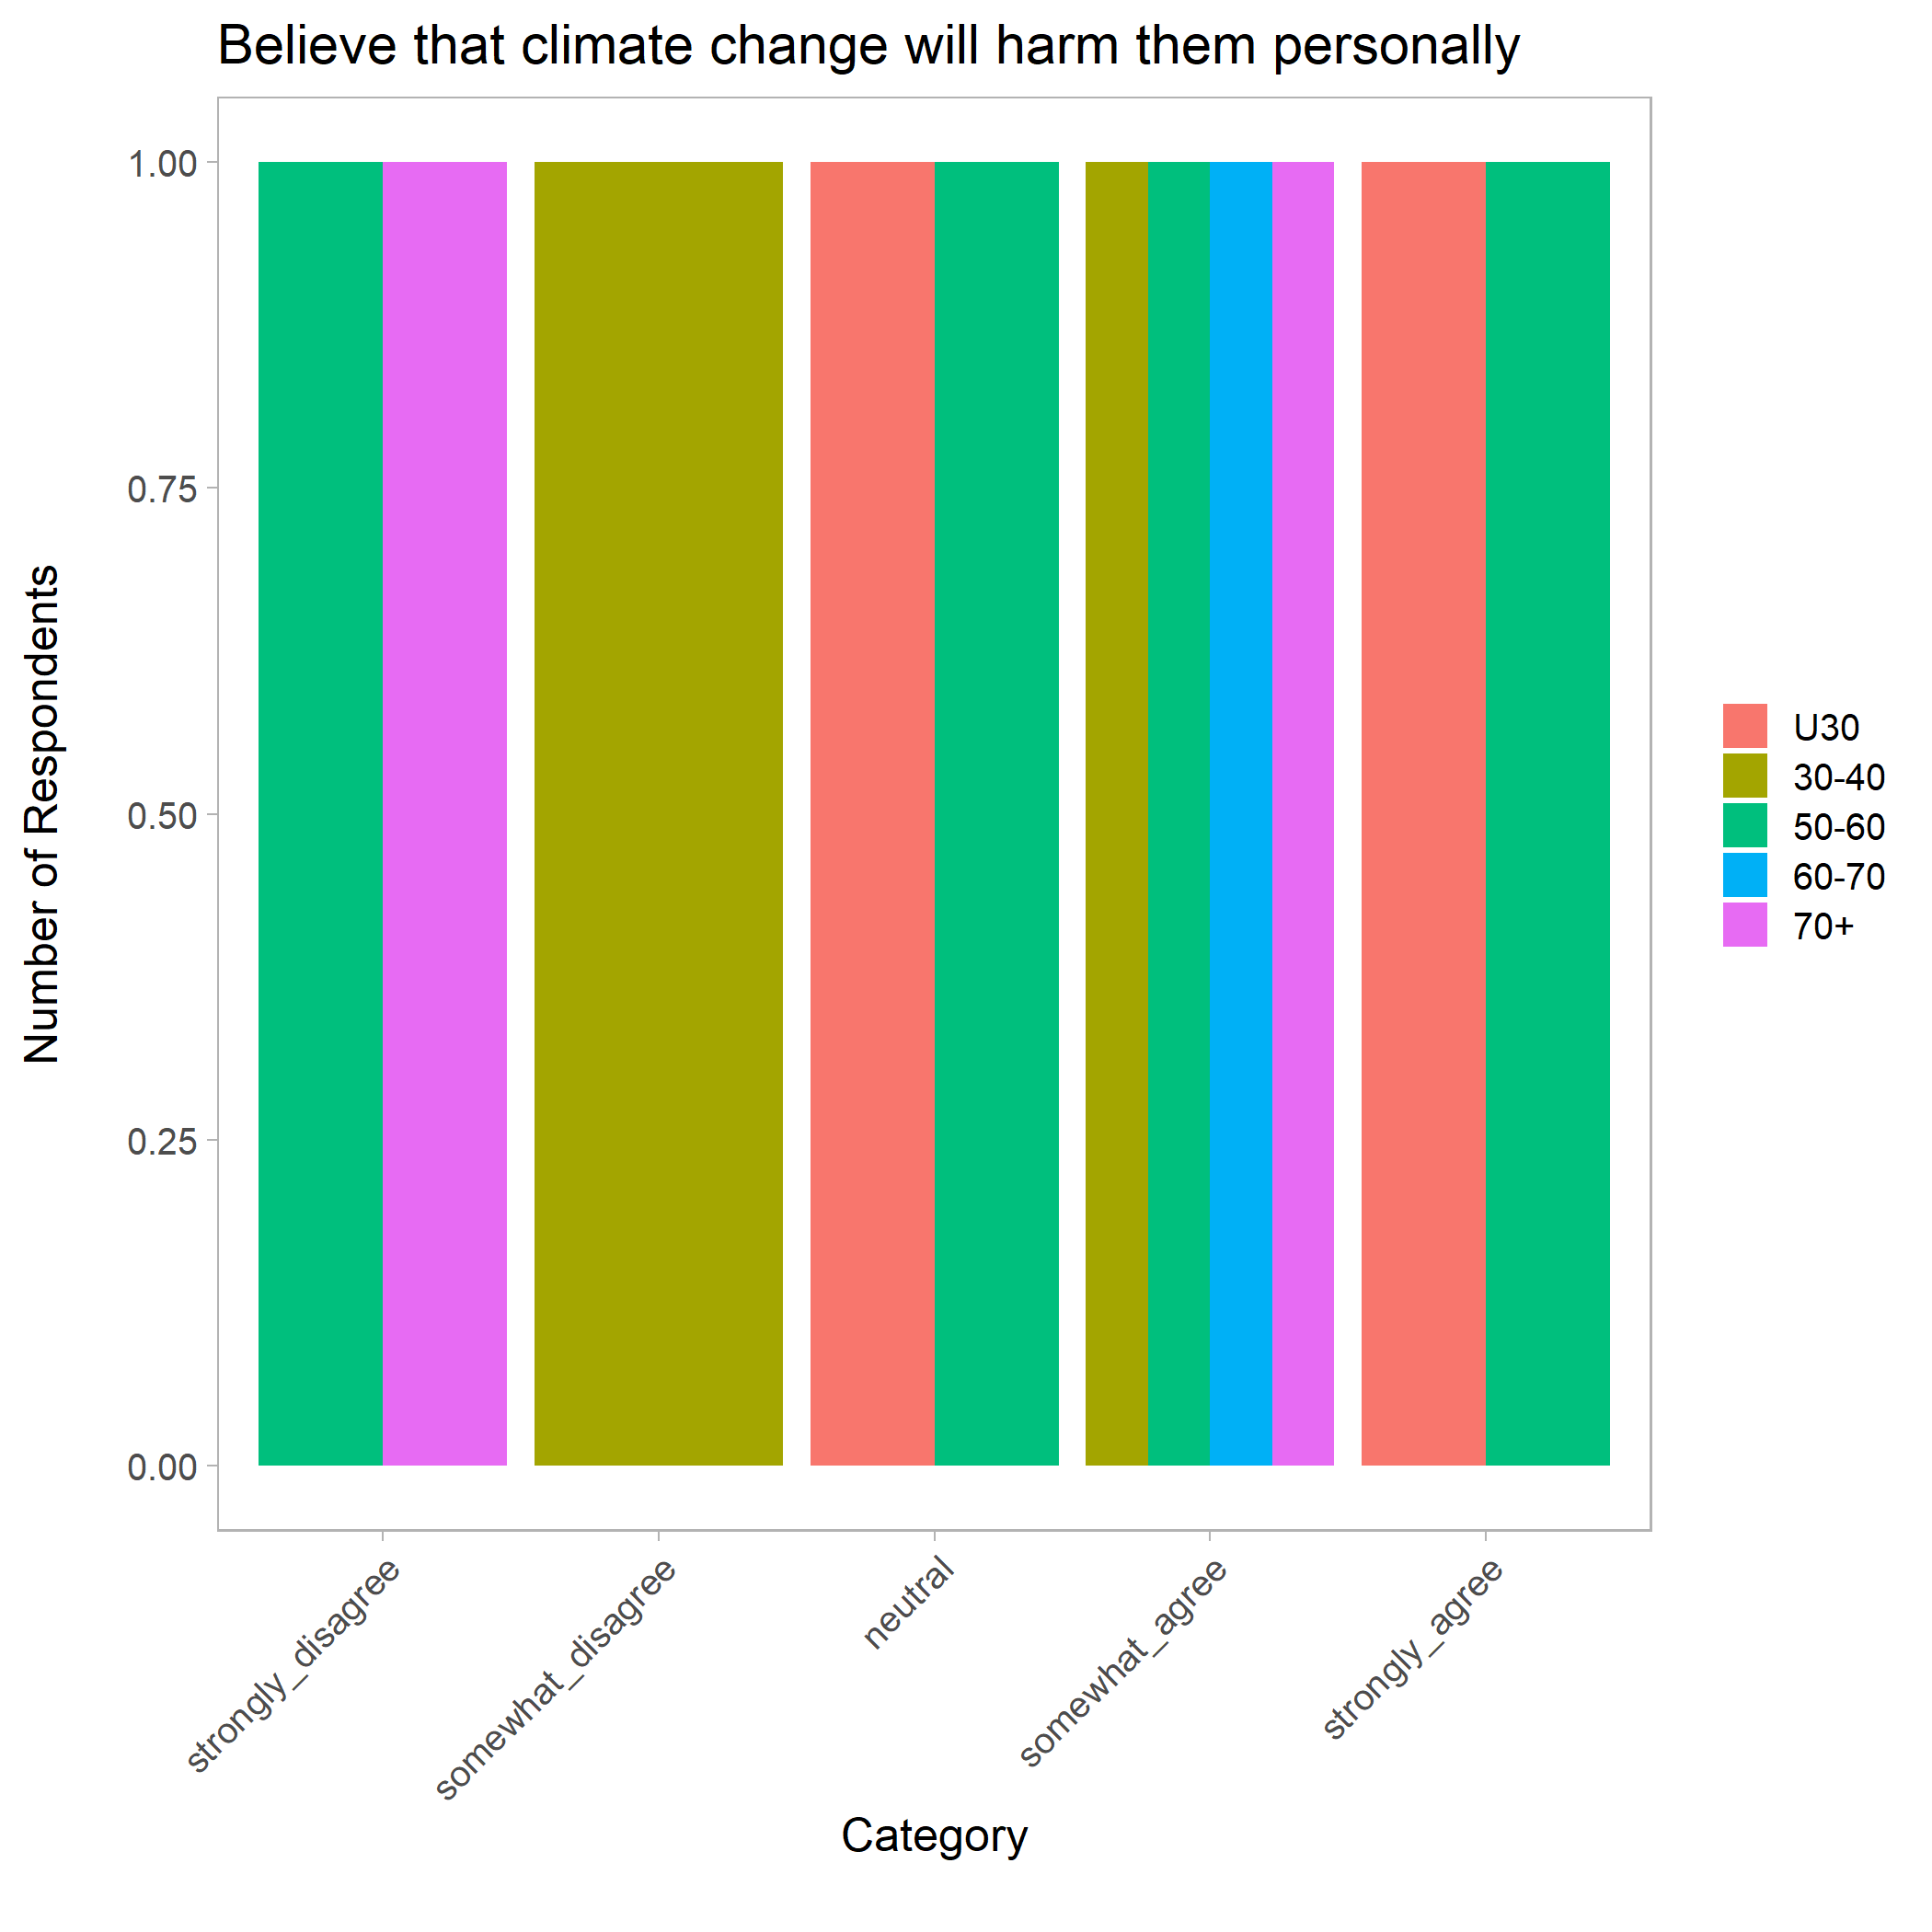 Believe that climate change will harm them personally
Number of Respondents
1.00
0.75
0.50
0.25
0.00
strongly_disagree
somewhat_disagree
neutral
somewhat_agree
strongly_agree
Category
U30
30-40
50-60
60-70
70+